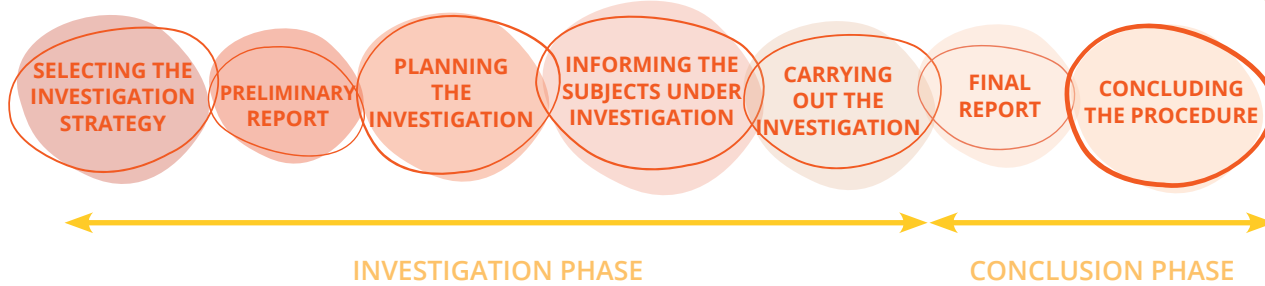 SELECTING THE
INVESTIGATION
STRATEGY
PRELIMINARY
REPORT
PLANNING
THE
INVESTIGATION
INFORMING THE
SUBJECTS UNDER
INVESTIGATION
CARRYING
OUT THE
INVESTIGATION
FINAL
REPORT
CONCLUDING
THE PROCEDURE
INVESTIGATION PHASE
CONCLUSION PHASE